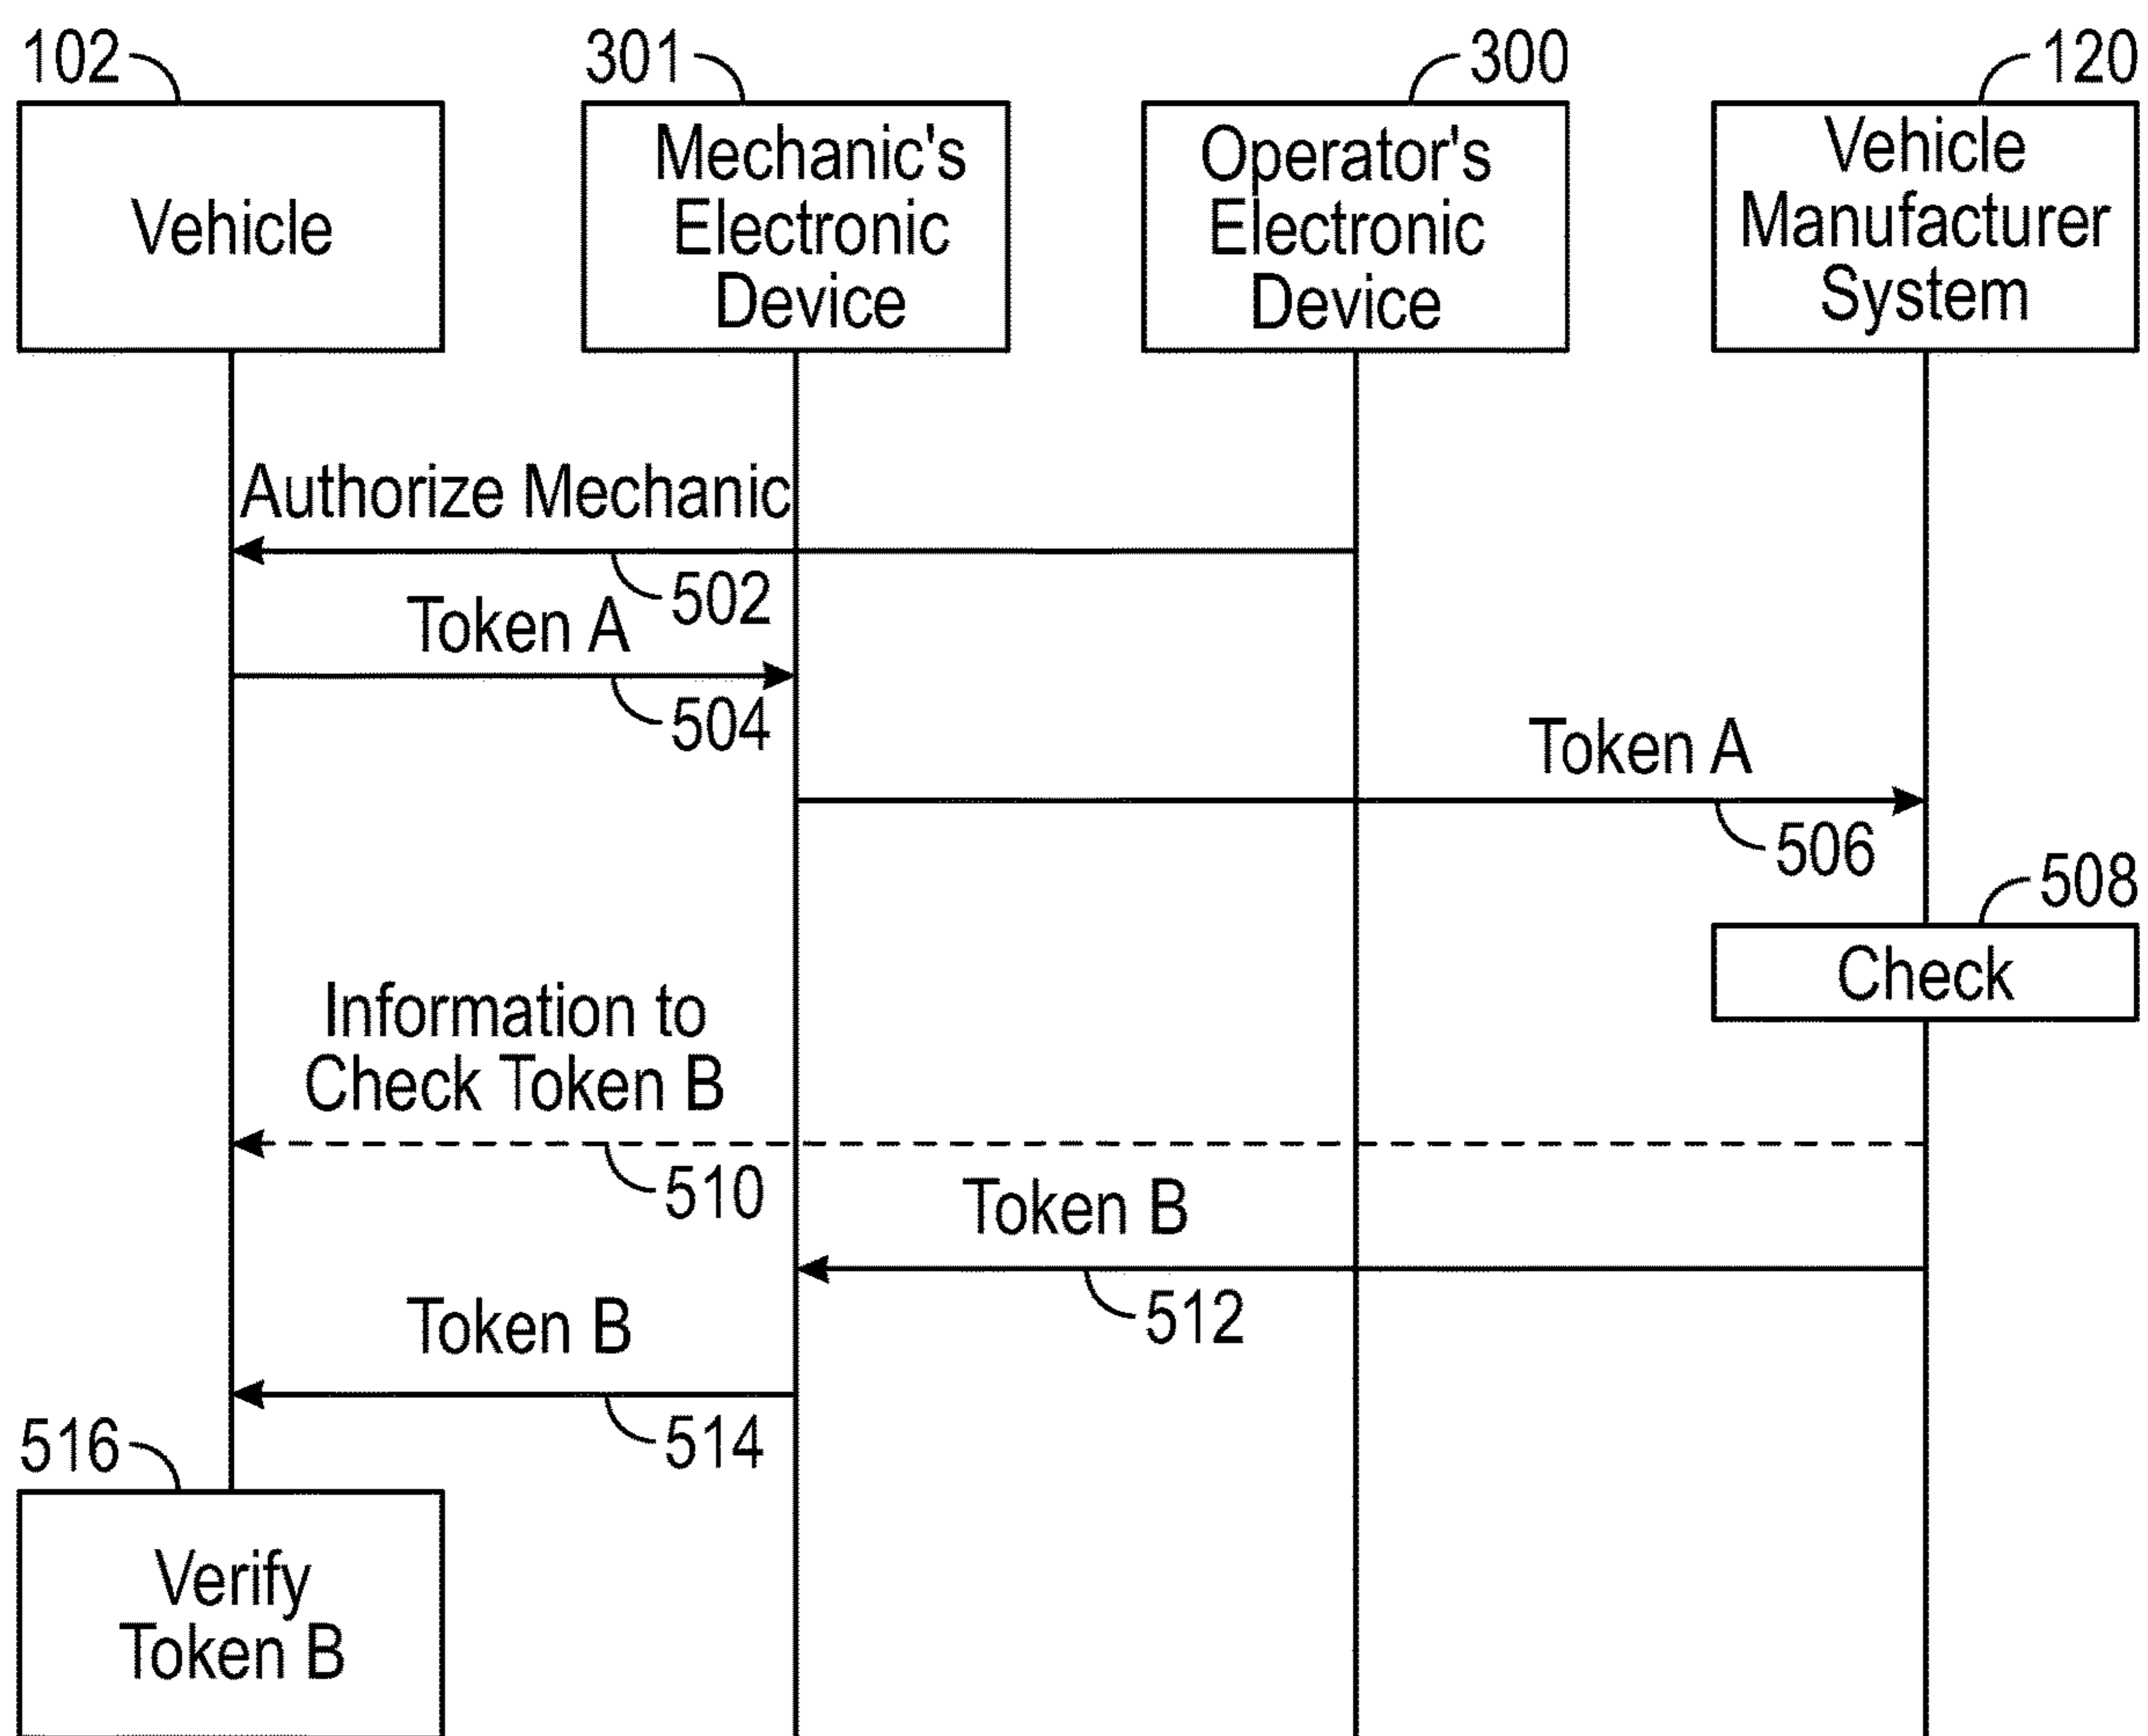 102
301
300
120
Vehicle
Mechanic's
Electronic
Device
Operator's
Electronic
Device
Vehicle
Manufacturer
System
Authorize Mechanic
502
Token A
504
Token A
506
508
Check
Information to
Check Token B
510
Token B
512
Token B
514
516
Verify
Token B